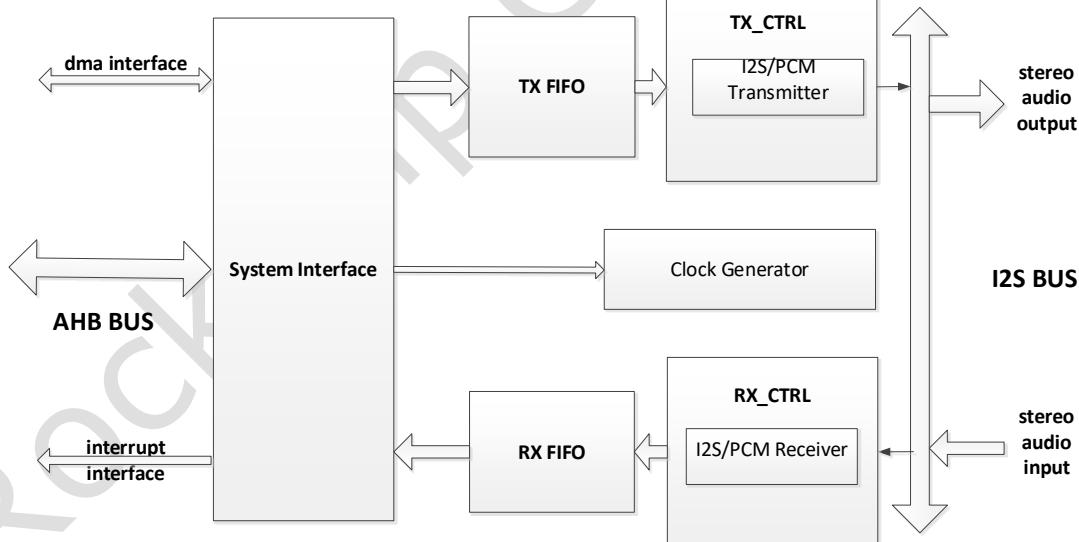 dma interface
AHB BUS
interrupt
interface
System Interface
TX FIFO
TX_CTRL
I2S/PCM
Transmitter
Clock Generator
RX FIFO
RX_CTRL
I2S/PCM Receiver
stereo
audio
output
I2S BUS
stereo
audio
input